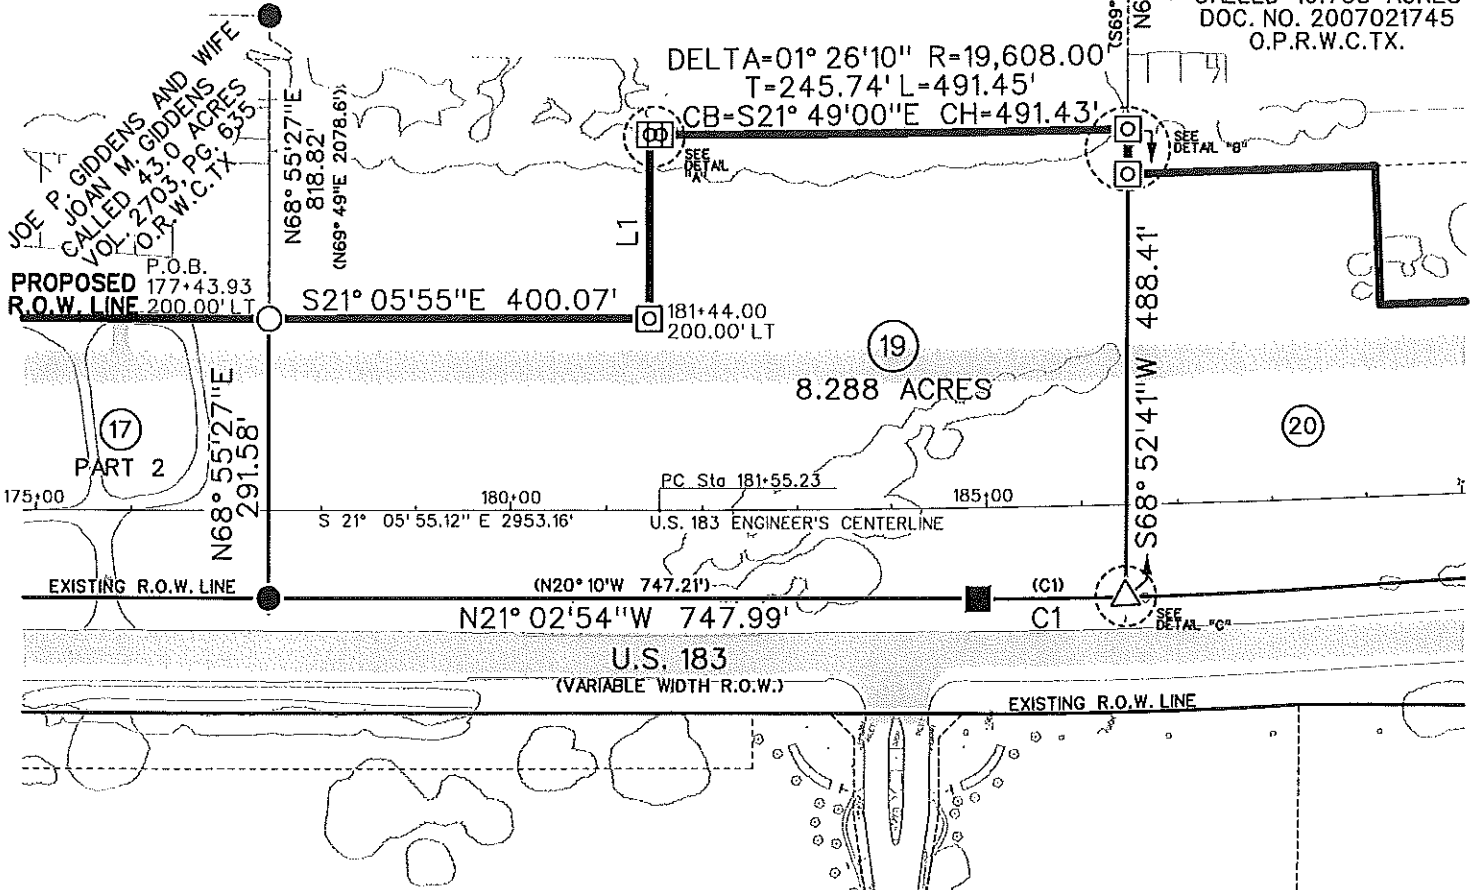 JOE P. GIDDENS AND WIFE
JOAN M. GIDDENS
CALLED 43.0 ACRES
VOL. 2703, PG. 635
O.R.W.C.TX
N68° 55'27"E
818.82'
(N69° 49'E 2078.6')
DELTA=01° 26'10" R=19,608.00'
T=245.74' L=491.45'
CB=S21° 49'00"E CH=491.43'
(S69°
N6
DOC. NO. 2007021745
O.P.R.W.C.TX.
SEE
DETAIL "A"
SEE
DETAIL "B"
L1
PROPOSED
R.O.W. LINE
P.O.B.
177+43.93
200.00' LT
S21° 05'55"E 400.07'
181+44.00
200.00' LT
19
8.288 ACRES
488.41'
S68° 52'41"W
20
17
PART 2
N68° 55'27"E
291.58'
175+00
180+00
PC Sta 181+55.23
185+00
S 21° 05'55.12" E 2953.16'
U.S. 183 ENGINEER'S CENTERLINE
EXISTING R.O.W. LINE
(N20° 10'W 747.21')
(C1)
N21° 02'54"W 747.99'
C1
SEE
DETAIL "C"
U.S. 183
(VARIABLE WIDTH R.O.W.)
EXISTING R.O.W. LINE